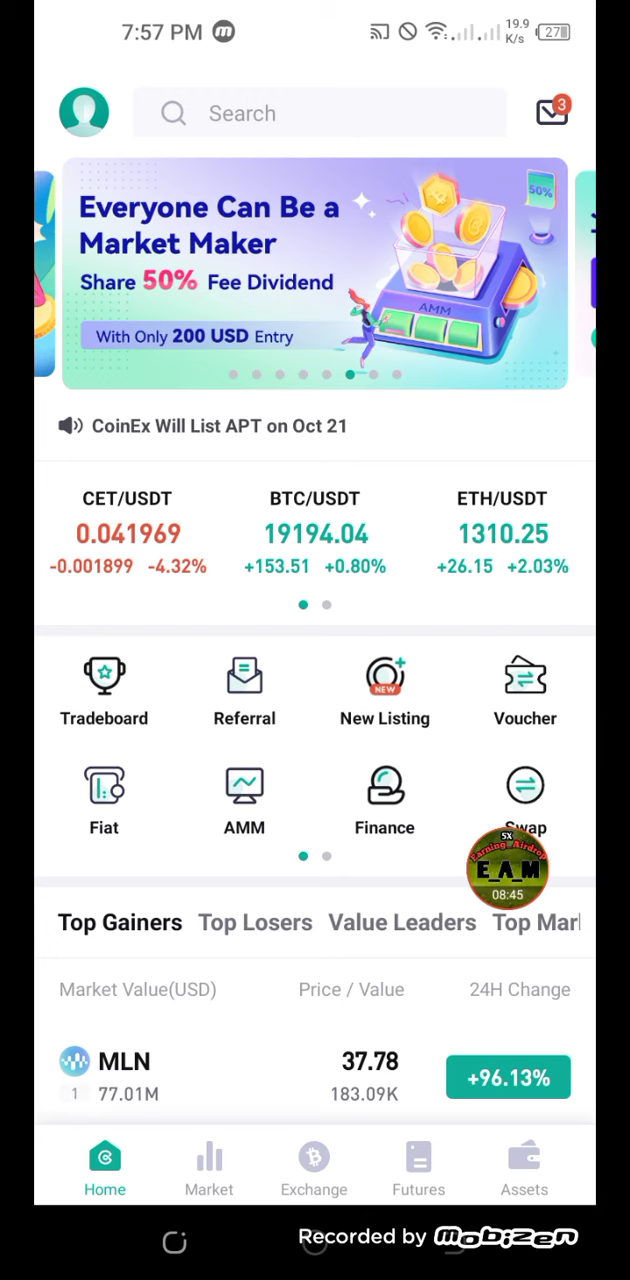 7:57 PM m 19.9 K/s 27
Search 3
Everyone Can Be a
Market Maker
Share 50% Fee Dividend
With Only 200 USD Entry
50%
AMM
CoinEx Will List APT on Oct 21
CET/USDT BTC/USDT ETH/USDT
0.041969 19194.04 1310.25
-0.001899 -4.32% +153.51 +0.80% +26.15 +2.03%
NEW
Tradeboard Referral New Listing Voucher
Fiat AMM Finance Swap
5X
Earning Airdrop
E_A_M
08:45
Top Gainers Top Losers Value Leaders Top Mar
Market Value(USD) Price / Value 24H Change
MLN 37.78 +96.13%
1 77.01M 183.09K
Home Market Exchange Futures Assets
Recorded by mobizen